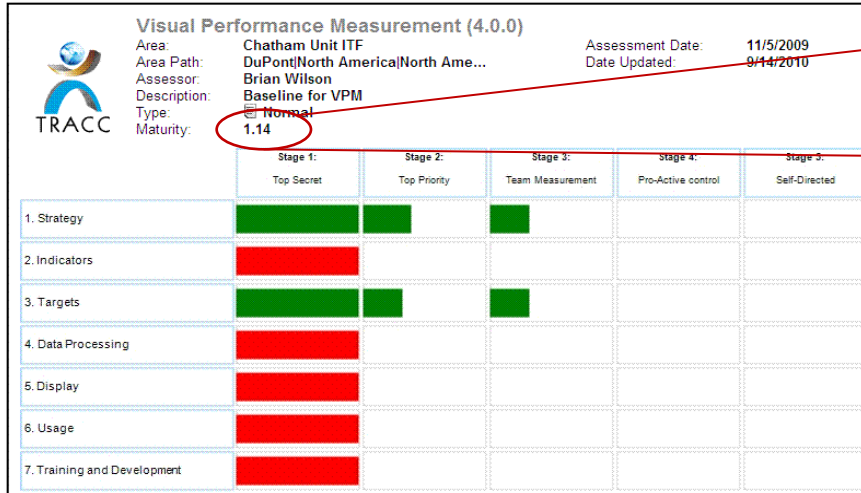 Visual Performance Measurement (4.0.0)
Area: Chatham Unit ITF Assessment Date: 11/5/2009
Area Path: DuPont|North America|North Ame... Date Updated: 9/14/2010
Assessor: Brian Wilson
Description: Baseline for VPM
Type: Normal
Maturity: 1.14
TRACC
Stage 1: Stage 2: Stage 3: Stage 4: Stage 5:
Top Secret Top Priority Team Measurement Pro-Active control Self-Directed
1. Strategy
2. Indicators
3. Targets
4. Data Processing
5. Display
6. Usage
7. Training and Development